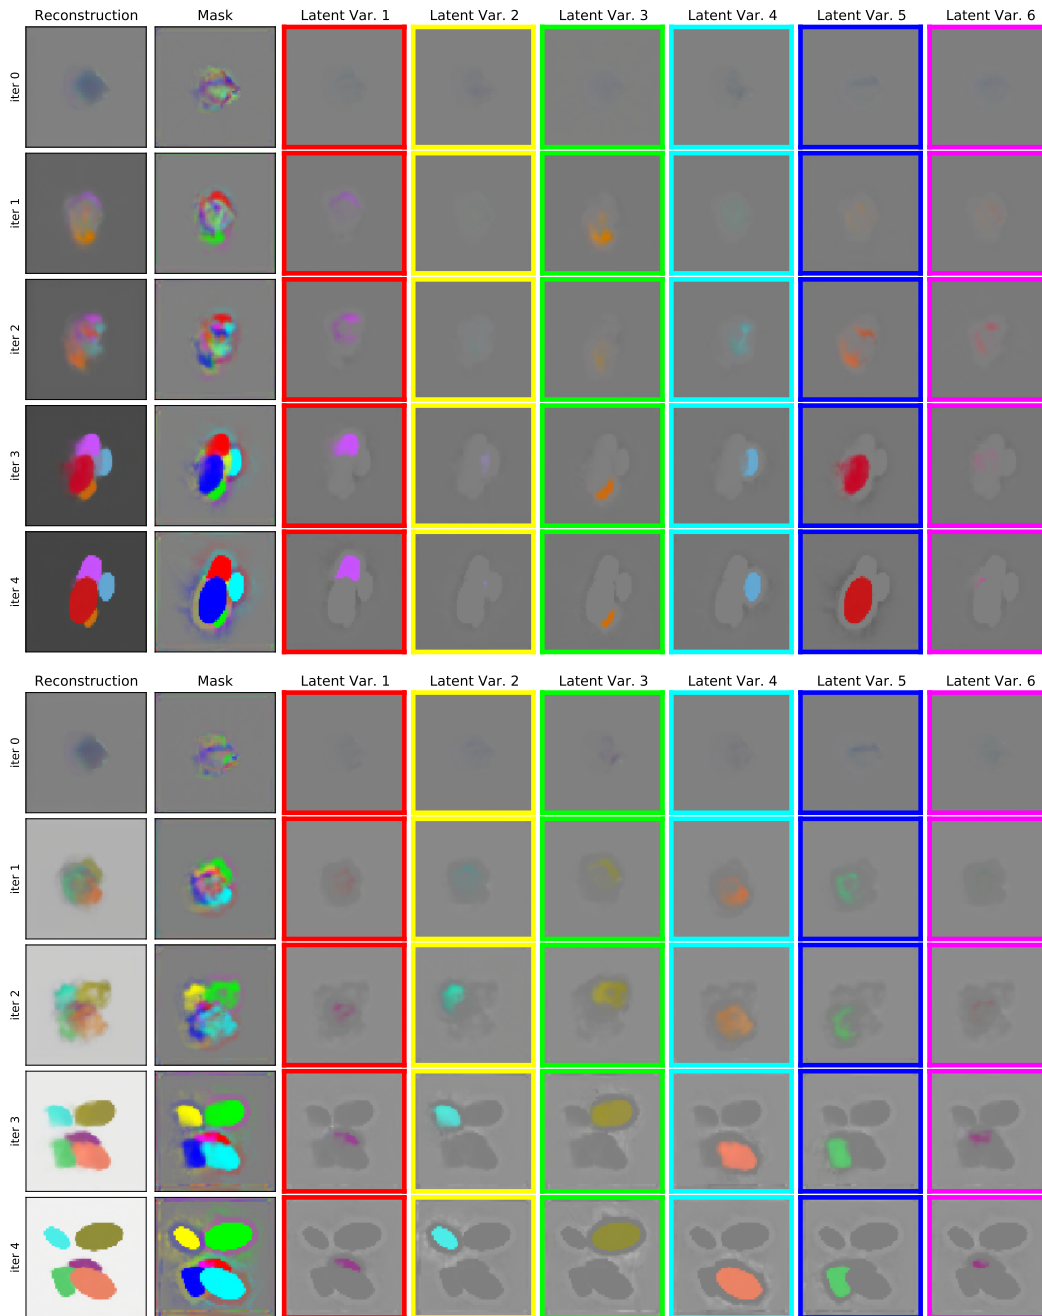 Reconstruction Mask Latent Var. 1 Latent Var. 2 Latent Var. 3 Latent Var. 4 Latent Var. 5 Latent Var. 6
iter 0
iter 1
iter 2
iter 3
iter 4
Reconstruction Mask Latent Var. 1 Latent Var. 2 Latent Var. 3 Latent Var. 4 Latent Var. 5 Latent Var. 6
iter 0
iter 1
iter 2
iter 3
iter 4